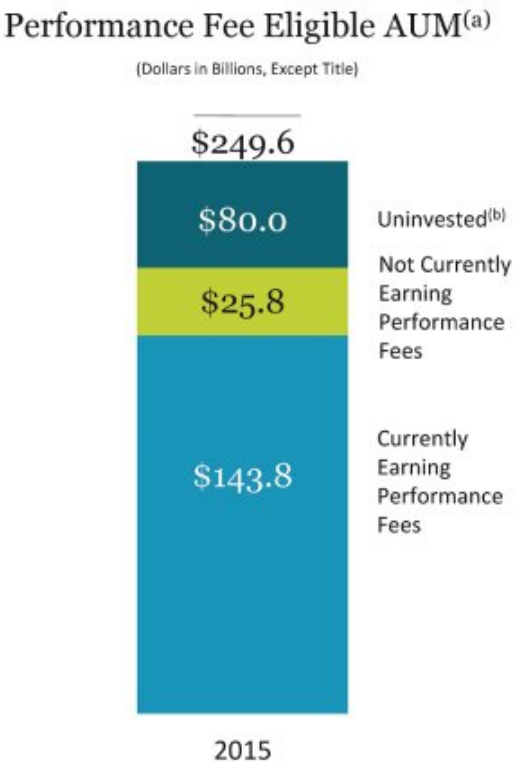 Performance Fee Eligible AUM(a)
(Dollars in Billions, Except Title)
$249.6
$80.0
Uninvested(b)
$25.8
Not Currently
Earning
Performance
Fees
$143.8
Currently
Earning
Performance
Fees
2015